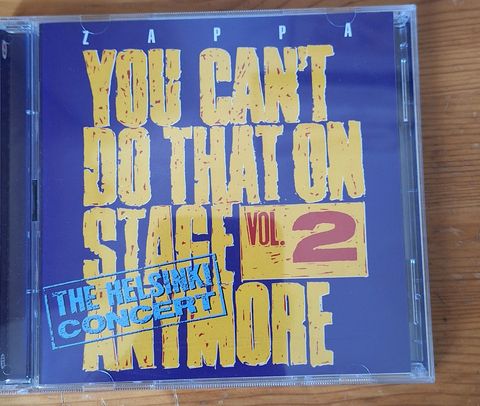 ZAPPA
YOU CAN'T
DO THAT ON
STAGE
VOL. 2
THE HELSINKI
CONCERT
ANYMORE